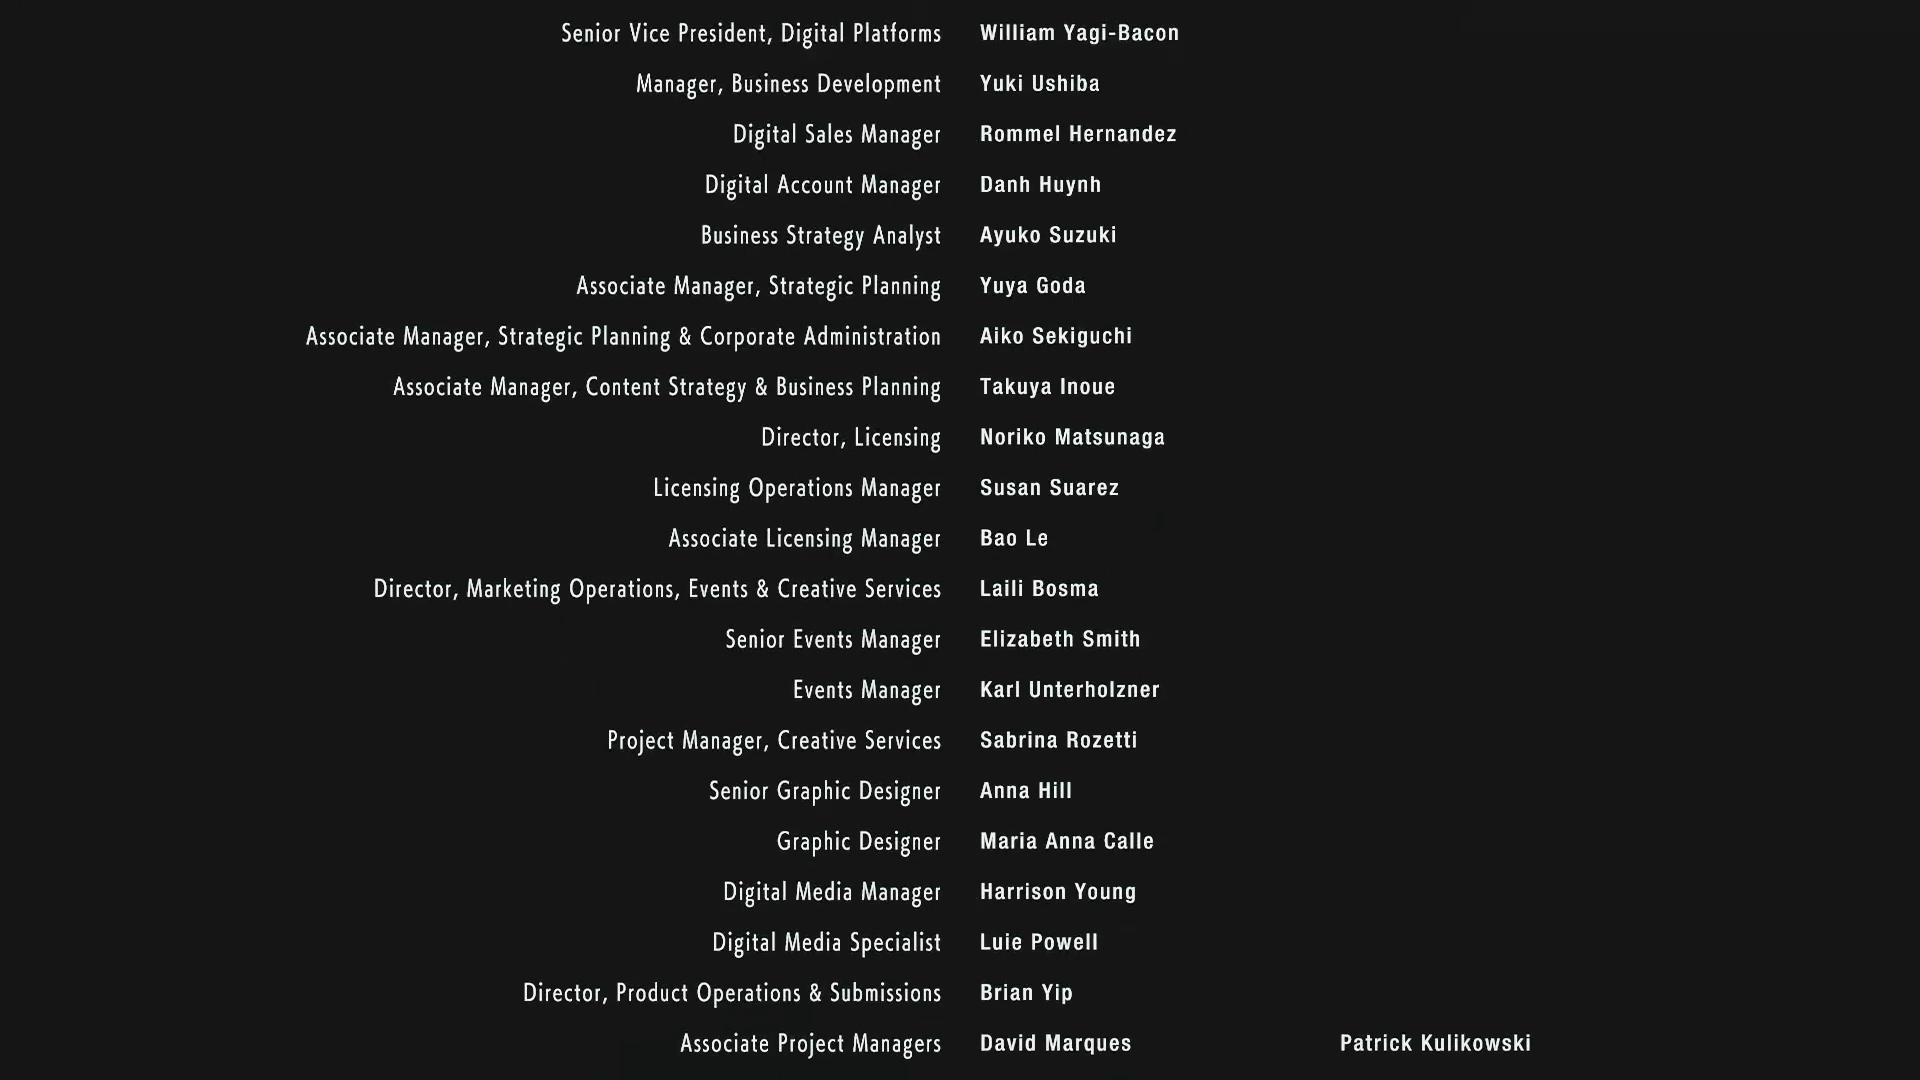 Senior Vice President, Digital Platforms William Yagi-Bacon
Manager, Business Development Yuki Ushiba
Digital Sales Manager Rommel Hernandez
Digital Account Manager Danh Huynh
Business Strategy Analyst Ayuko Suzuki
Associate Manager, Strategic Planning Yuya Goda
Associate Manager, Strategic Planning & Corporate Administration Aiko Sekiguchi
Associate Manager, Content Strategy & Business Planning Takuya Inoue
Director, Licensing Noriko Matsunaga
Licensing Operations Manager Susan Suarez
Associate Licensing Manager Bao Le
Director, Marketing Operations, Events & Creative Services Laili Bosma
Senior Events Manager Elizabeth Smith
Events Manager Karl Unterholzner
Project Manager, Creative Services Sabrina Rozetti
Senior Graphic Designer Anna Hill
Graphic Designer Maria Anna Calle
Digital Media Manager Harrison Young
Digital Media Specialist Luie Powell
Director, Product Operations & Submissions Brian Yip
Associate Project Managers David Marques Patrick Kulikowski